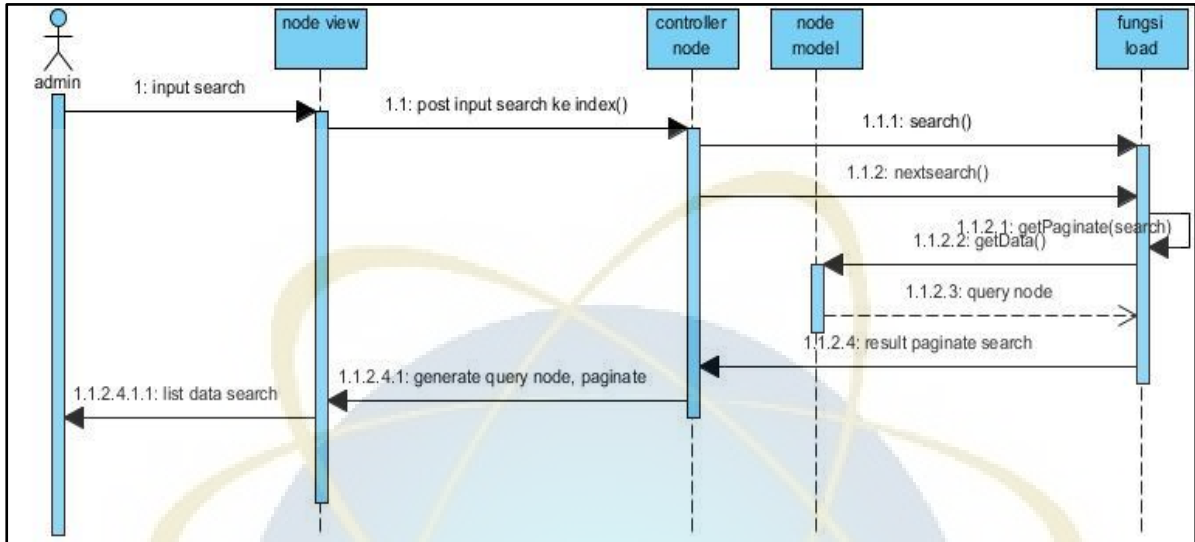 node view
controller
node
node
model
fungsi
load
admin
1: input search
1.1: post input search ke index()
1.1.1: search()
1.1.2: nextsearch()
1.1.2.1: getPaginate(search)
1.1.2.2: getData()
1.1.2.3: query node
1.1.2.4: result paginate search
1.1.2.4.1: generate query node, paginate
1.1.2.4.1.1: list data search